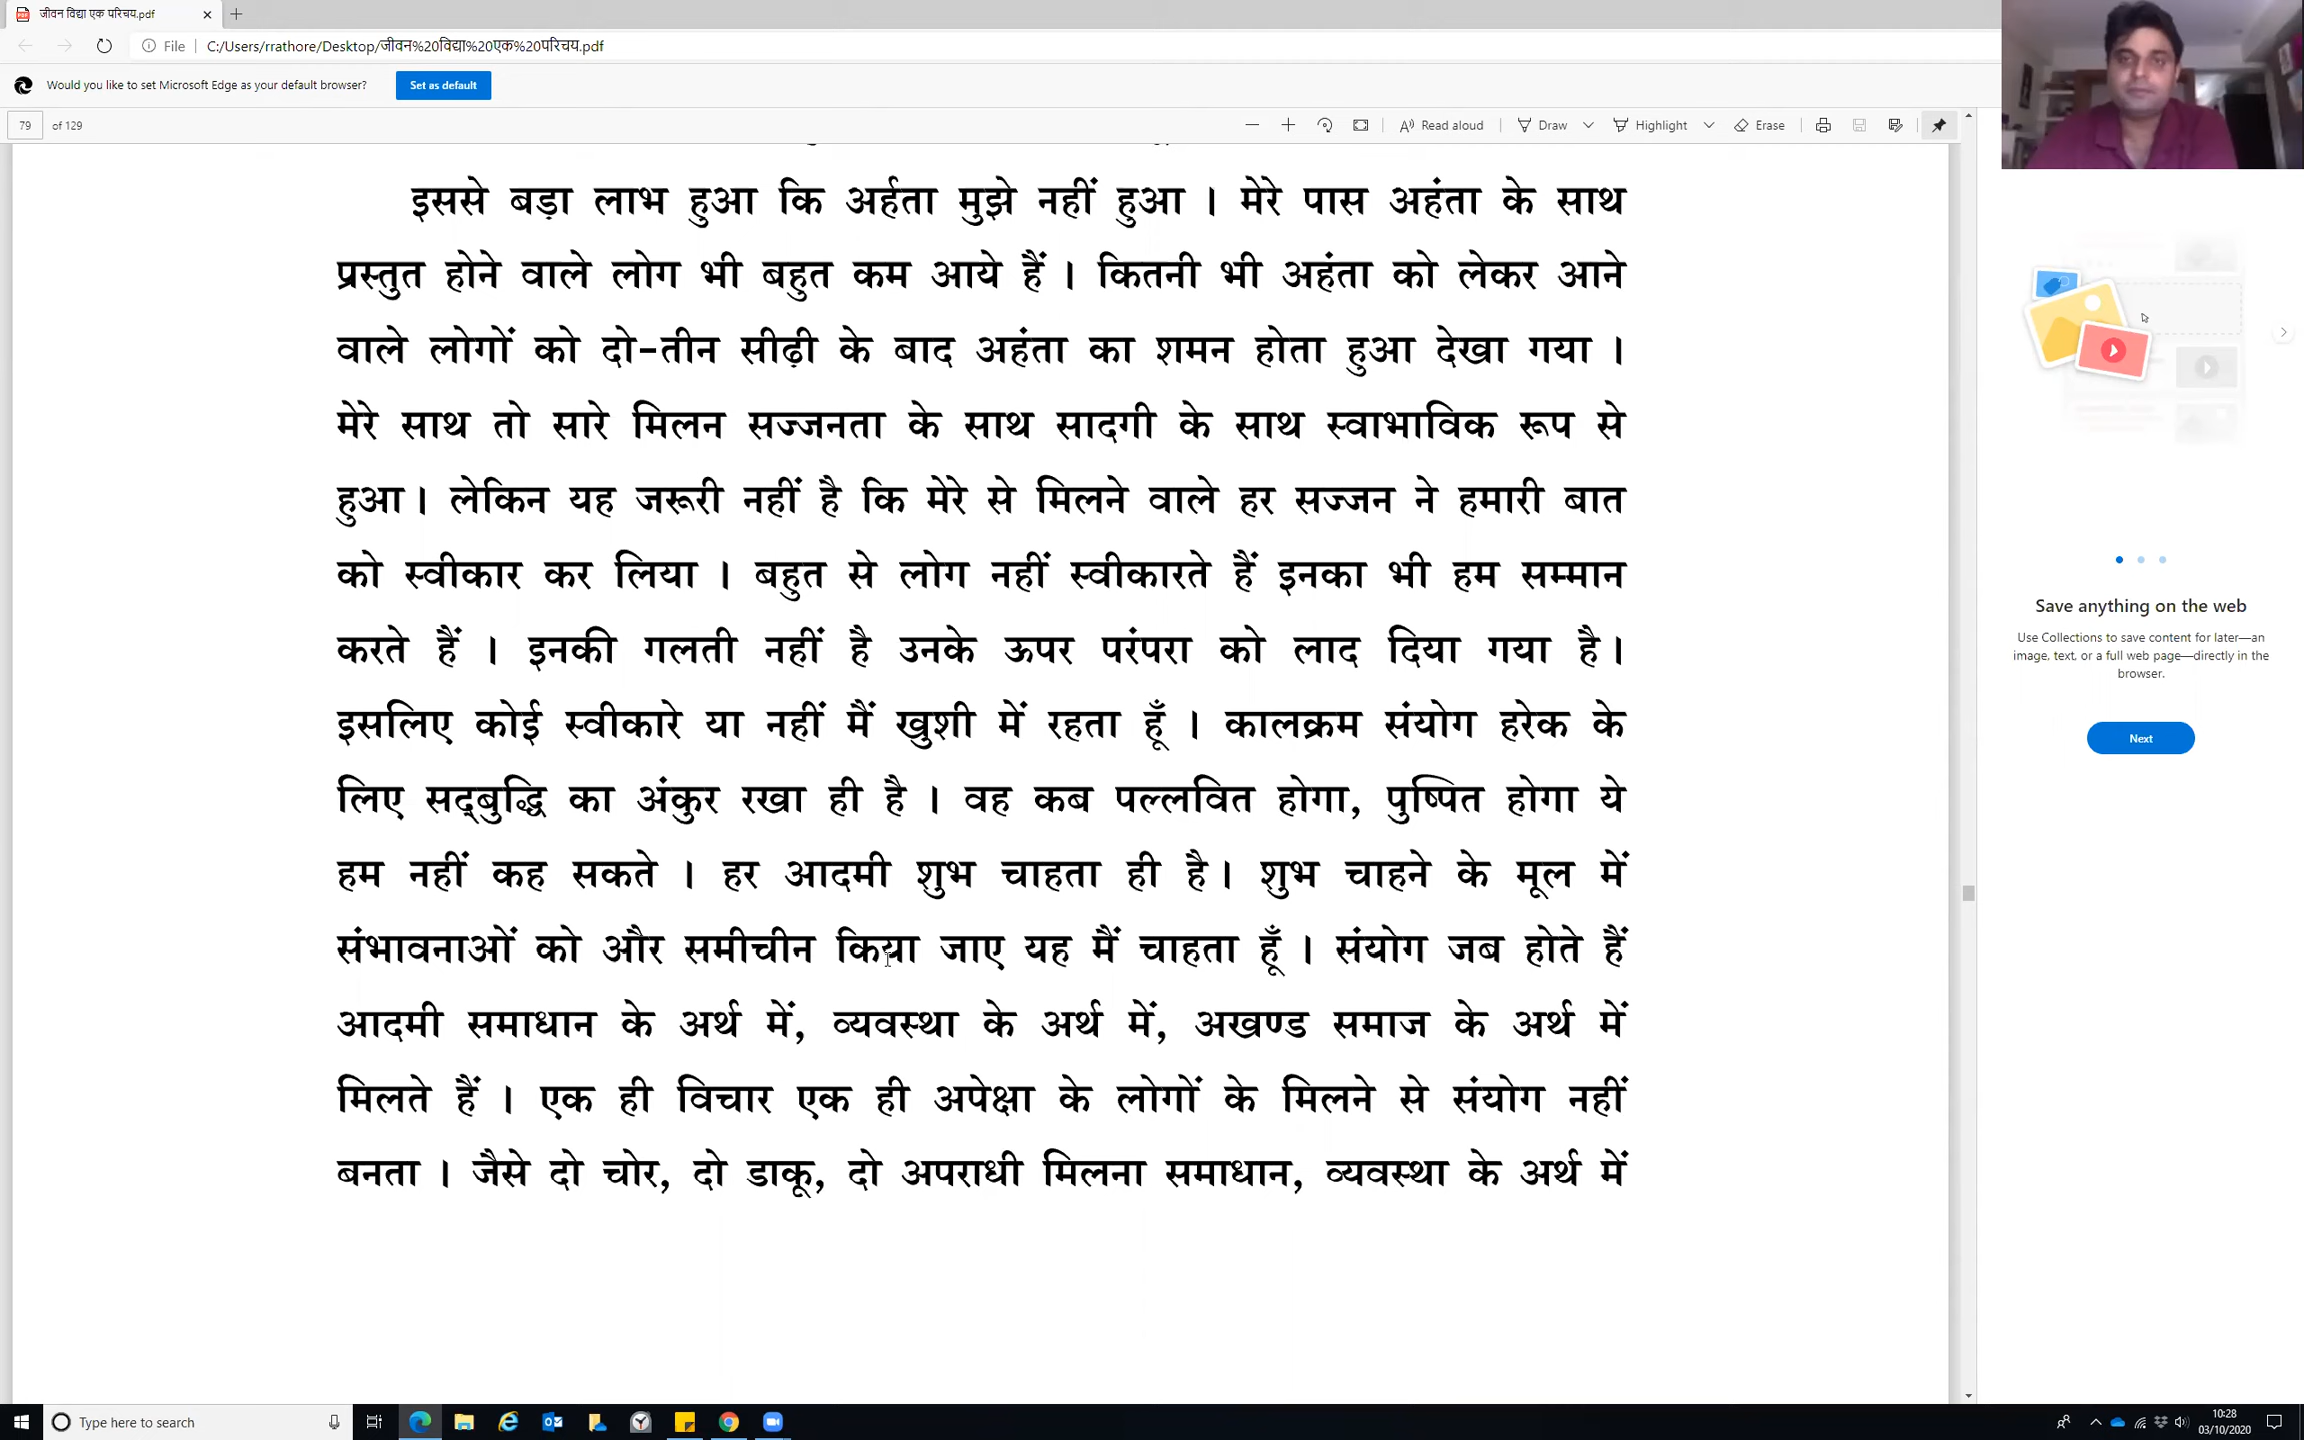 जीवन विद्या एक परिचय.pdf
File C:/Users/rrathore/Desktop/जीवन%20विद्या%20एक%20परिचय.pdf
Would you like to set Microsoft Edge as your default browser? Set as default
79 of 129 Read aloud Draw Highlight Erase
इससे बड़ा लाभ हुआ कि अर्हता मुझे नहीं हुआ । मेरे पास अहंता के साथ
प्रस्तुत होने वाले लोग भी बहुत कम आये हैं । कितनी भी अहंता को लेकर आने
वाले लोगों को दो-तीन सीढ़ी के बाद अहंता का शमन होता हुआ देखा गया ।
मेरे साथ तो सारे मिलन सज्जनता के साथ सादगी के साथ स्वाभाविक रूप से
हुआ। लेकिन यह जरूरी नहीं है कि मेरे से मिलने वाले हर सज्जन ने हमारी बात
को स्वीकार कर लिया । बहुत से लोग नहीं स्वीकारते हैं इनका भी हम सम्मान
करते हैं । इनकी गलती नहीं है उनके ऊपर परंपरा को लाद दिया गया है।
इसलिए कोई स्वीकारे या नहीं मैं खुशी में रहता हूँ । कालक्रम संयोग हरेक के
लिए सद्बुद्धि का अंकुर रखा ही है । वह कब पल्लवित होगा, पुष्पित होगा ये
हम नहीं कह सकते । हर आदमी शुभ चाहता ही है। शुभ चाहने के मूल में
संभावनाओं को और समीचीन किया जाए यह मैं चाहता हूँ । संयोग जब होते हैं
आदमी समाधान के अर्थ में, व्यवस्था के अर्थ में, अखण्ड समाज के अर्थ में
मिलते हैं । एक ही विचार एक ही अपेक्षा के लोगों के मिलने से संयोग नहीं
बनता । जैसे दो चोर, दो डाकू, दो अपराधी मिलना समाधान, व्यवस्था के अर्थ में
Save anything on the web
Use Collections to save content for later—an
image, text, or a full web page—directly in the
browser.
Next
Type here to search
10:28
03/10/2020